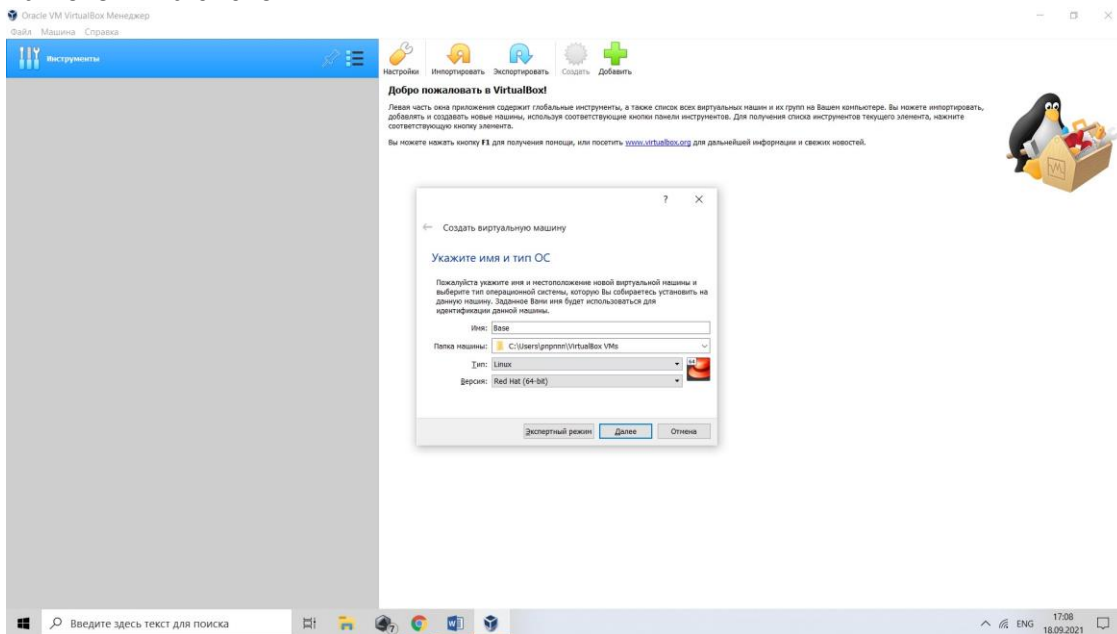 Oracle VM VirtualBox Менеджер
Файл Машина Справка
Инструменты
Настройки Импортировать Экспортировать Создать Добавить
Добро пожаловать в VirtualBox!
Левая часть окна приложения содержит глобальные инструменты, а также список всех виртуальных машин и их групп на Вашем компьютере. Вы можете импортировать,
добавлять и создавать новые машины, используя соответствующие кнопки панели инструментов. Для получения списка инструментов текущего элемента, нажмите
соответствующую кнопку элемента.
Вы можете нажать кнопку F1 для получения помощи, или посетить www.virtualbox.org для дальнейшей информации и свежих новостей.
?
Создать виртуальную машину
Укажите имя и тип ОС
Пожалуйста укажите имя и местоположение новой виртуальной машины и
выберите тип операционной системы, которую Вы собираетесь установить на
данную машину. Заданное Вами имя будет использоваться для
идентификации данной машины.
Имя: Base
Папка машины: VirtualBox VMs
Тип: Linux
Версия: Red Hat (64-bit)
64
Экспертный режим Далее Отмена
Введите здесь текст для поиска
ENG
17:08
18.09.2021